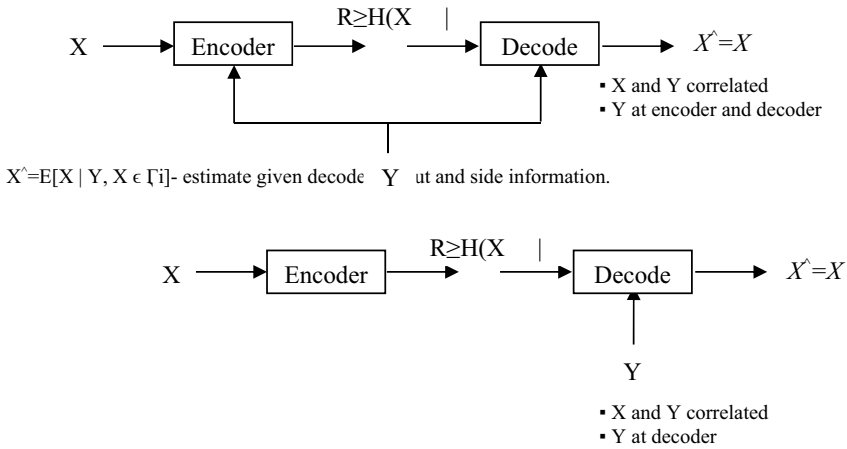 R≥H(X |
X Encoder Decode X^=X
▪ X and Y correlated
▪ Y at encoder and decoder
Y
X^=E[X | Y, X ϵ Γi]- estimate given decode ut and side information.
R≥H(X |
X Encoder Decode X^=X
Y
▪ X and Y correlated
▪ Y at decoder